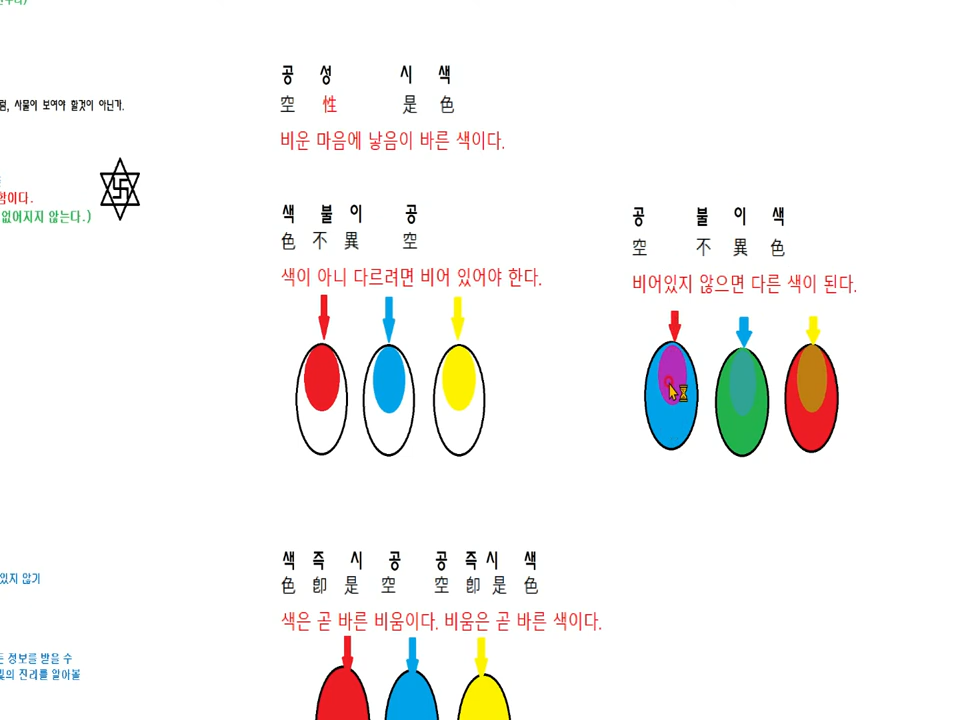 공 성 시 색
空 性 是 色
비운 마음에 낳음이 바른 색이다.
, 사물이 보여야 할것이 아닌가.
험이다.
없어지지 않는다.)
색 불 이 공
色 不 異 空
색이 아니 다르려면 비어 있어야 한다.
공 불 이 색
空 不 異 色
비어있지 않으면 다른 색이 된다.
색 즉 시 공 공 즉 시 색
色 卽 是 空 空 卽 是 色
색은 곧 바른 비움이다. 비움은 곧 바른 색이다.
있지 않기
정보를 받을 수
빛의 진리를 알아볼